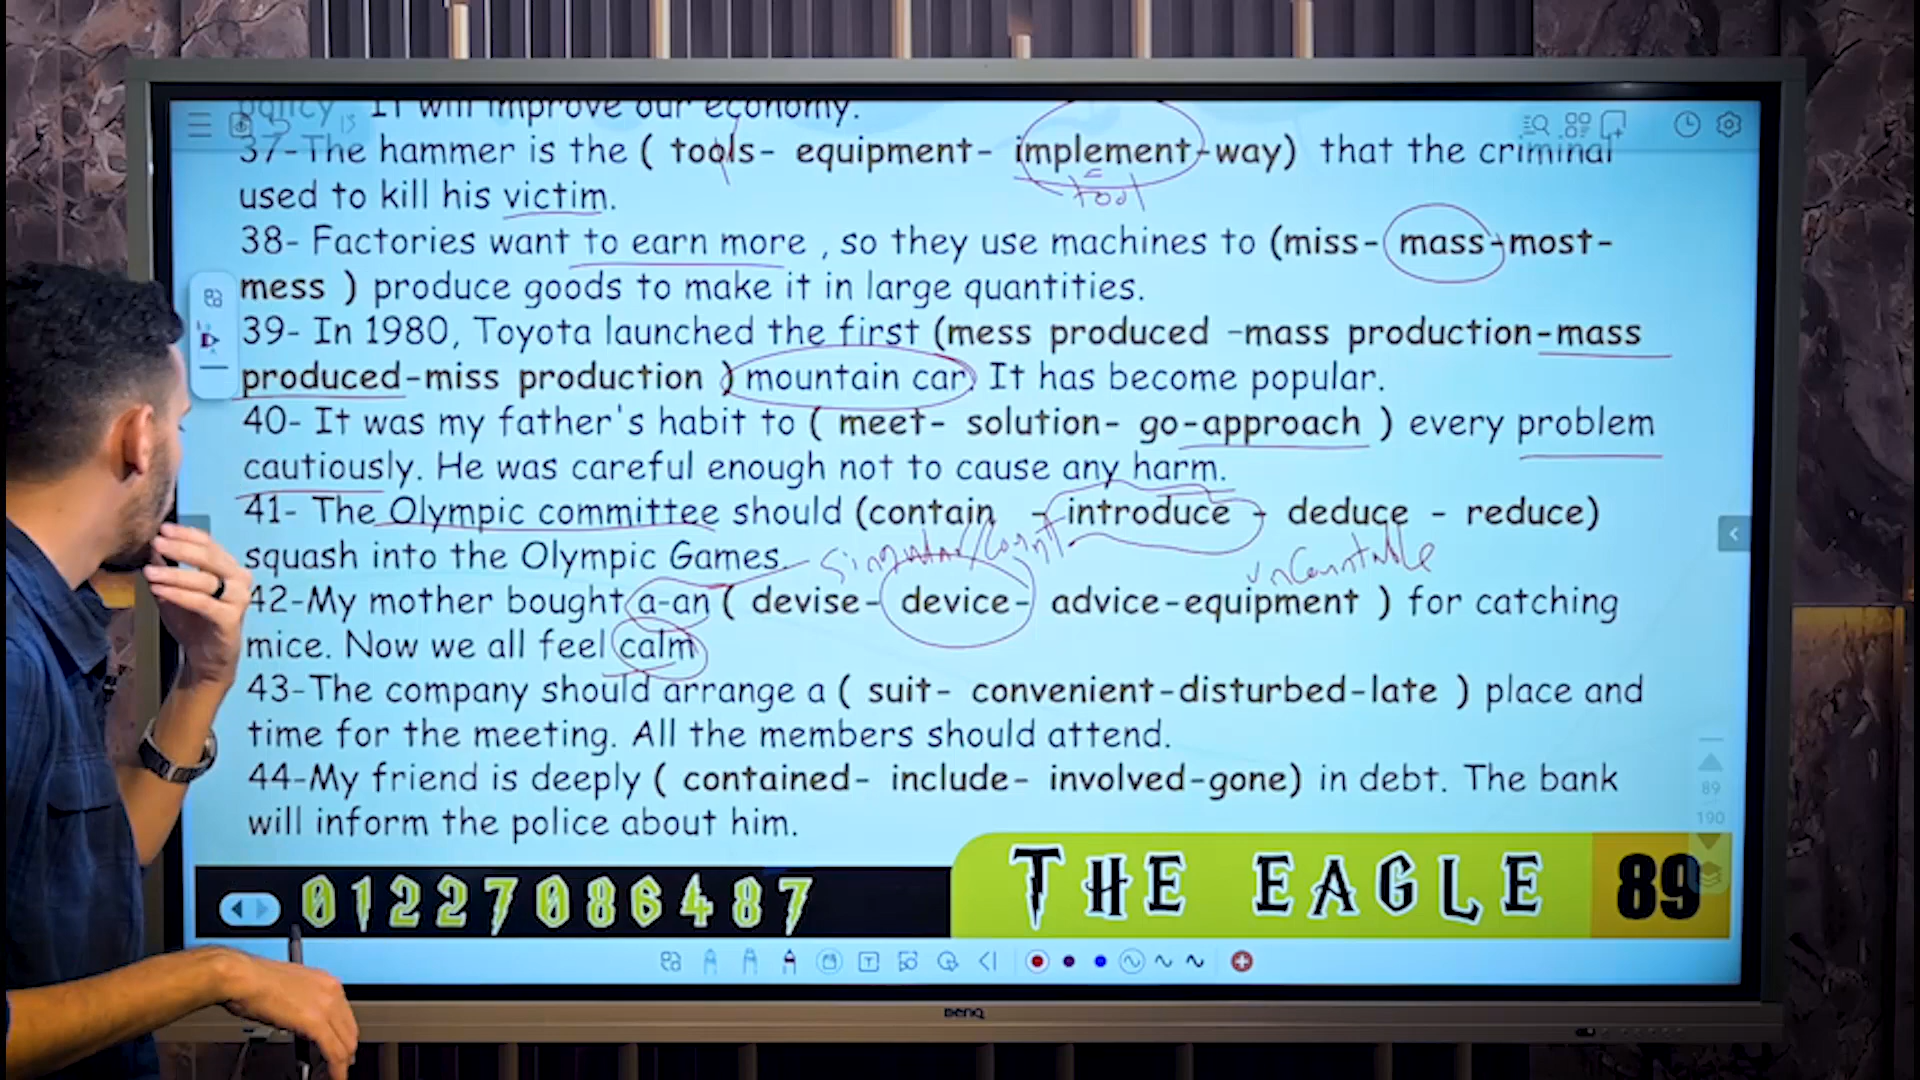 policy It will improve our economy.
37-The hammer is the ( tools- equipment- implement-way) that the criminal
used to kill his victim.
= tool
38- Factories want to earn more , so they use machines to (miss- mass-most-
mess ) produce goods to make it in large quantities.
39- In 1980, Toyota launched the first (mess produced -mass production-mass
produced-miss production ) mountain car. It has become popular.
40- It was my father's habit to ( meet- solution- go-approach ) every problem
cautiously. He was careful enough not to cause any harm.
41- The Olympic committee should (contain - introduce - deduce - reduce)
squash into the Olympic Games.
uncountable
42-My mother bought a-an ( devise- device- advice-equipment ) for catching
mice. Now we all feel calm
43-The company should arrange a ( suit- convenient-disturbed-late ) place and
time for the meeting. All the members should attend.
44-My friend is deeply ( contained- include- involved-gone) in debt. The bank
will inform the police about him.
89
190
01227086487
THE EAGLE 89
BenQ